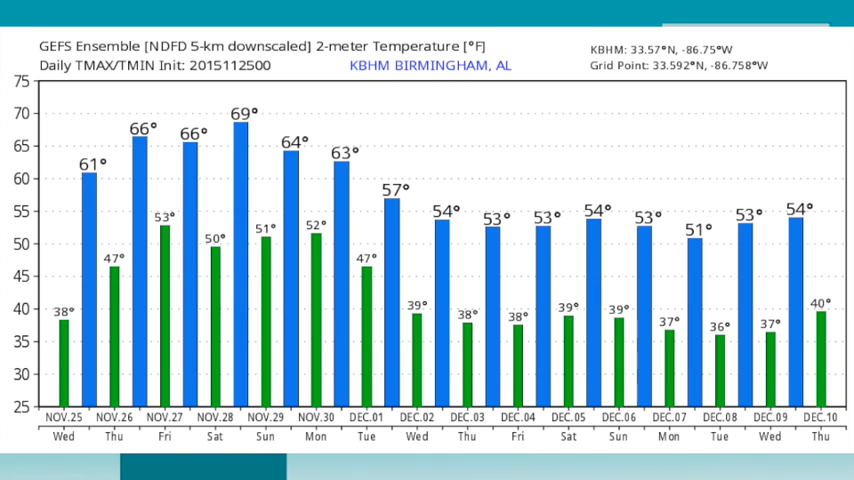 GEFS Ensemble [NDFD 5-km downscaled] 2-meter Temperature [°F]
Daily TMAX/TMIN Init: 2015112500
KBHM BIRMINGHAM, AL
KBHM: 33.57°N, -86.75°W
Grid Point: 33.592°N, -86.758°W
75
70
65
60
55
50
45
40
35
30
25
38° 61° 47° 66° 53° 66° 50° 69° 51° 64° 52° 63° 47° 57° 39° 54° 38° 53° 38° 53° 39° 54° 39° 53° 37° 51° 36° 53° 37° 54° 40°
NOV.25 NOV.26 NOV.27 NOV.28 NOV.29 NOV.30 DEC.01 DEC.02 DEC.03 DEC.04 DEC.05 DEC.06 DEC.07 DEC.08 DEC.09 DEC.10
Wed Thu Fri Sat Sun Mon Tue Wed Thu Fri Sat Sun Mon Tue Wed Thu